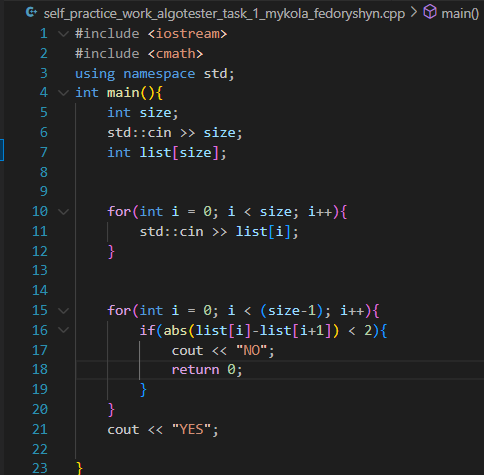 self_practice_work_algotester_task_1_mykola_fedoryshyn.cpp > main()
1 #include <iostream>
2 #include <cmath>
3 using namespace std;
4 int main(){
5 int size;
6 std::cin >> size;
7 int list[size];
8
9
10 for(int i = 0; i < size; i++){
11 std::cin >> list[i];
12 }
13
14
15 for(int i = 0; i < (size-1); i++){
16 if(abs(list[i]-list[i+1]) < 2){
17 cout << "NO";
18 return 0;
19 }
20 }
21 cout << "YES";
22
23 }